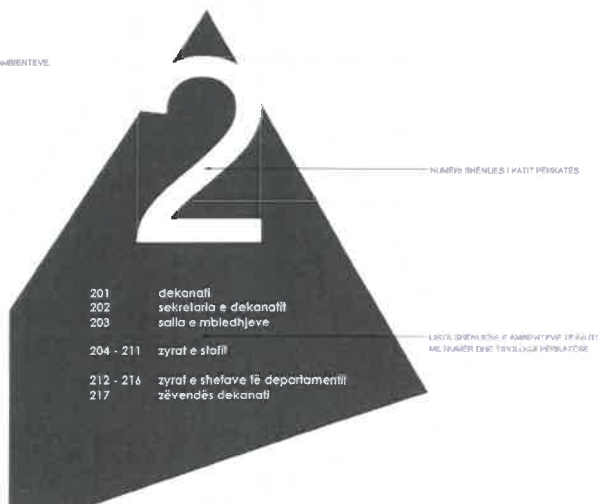 AMBIENTEVE.
2
NUMËRI SHËNUES I KATIT PËRKATËS
201 dekanati
202 sekretaria e dekanatit
203 salla e mbledhjeve
LISTA SHËNUESE E AMBIENTEVE TË KATIT
ME NUMËR DHE TIPOLOGJI PËRKATËSE
204 - 211 zyrat e stafit
212 - 216 zyrat e shefave të departamentit
217 zëvendës dekanati